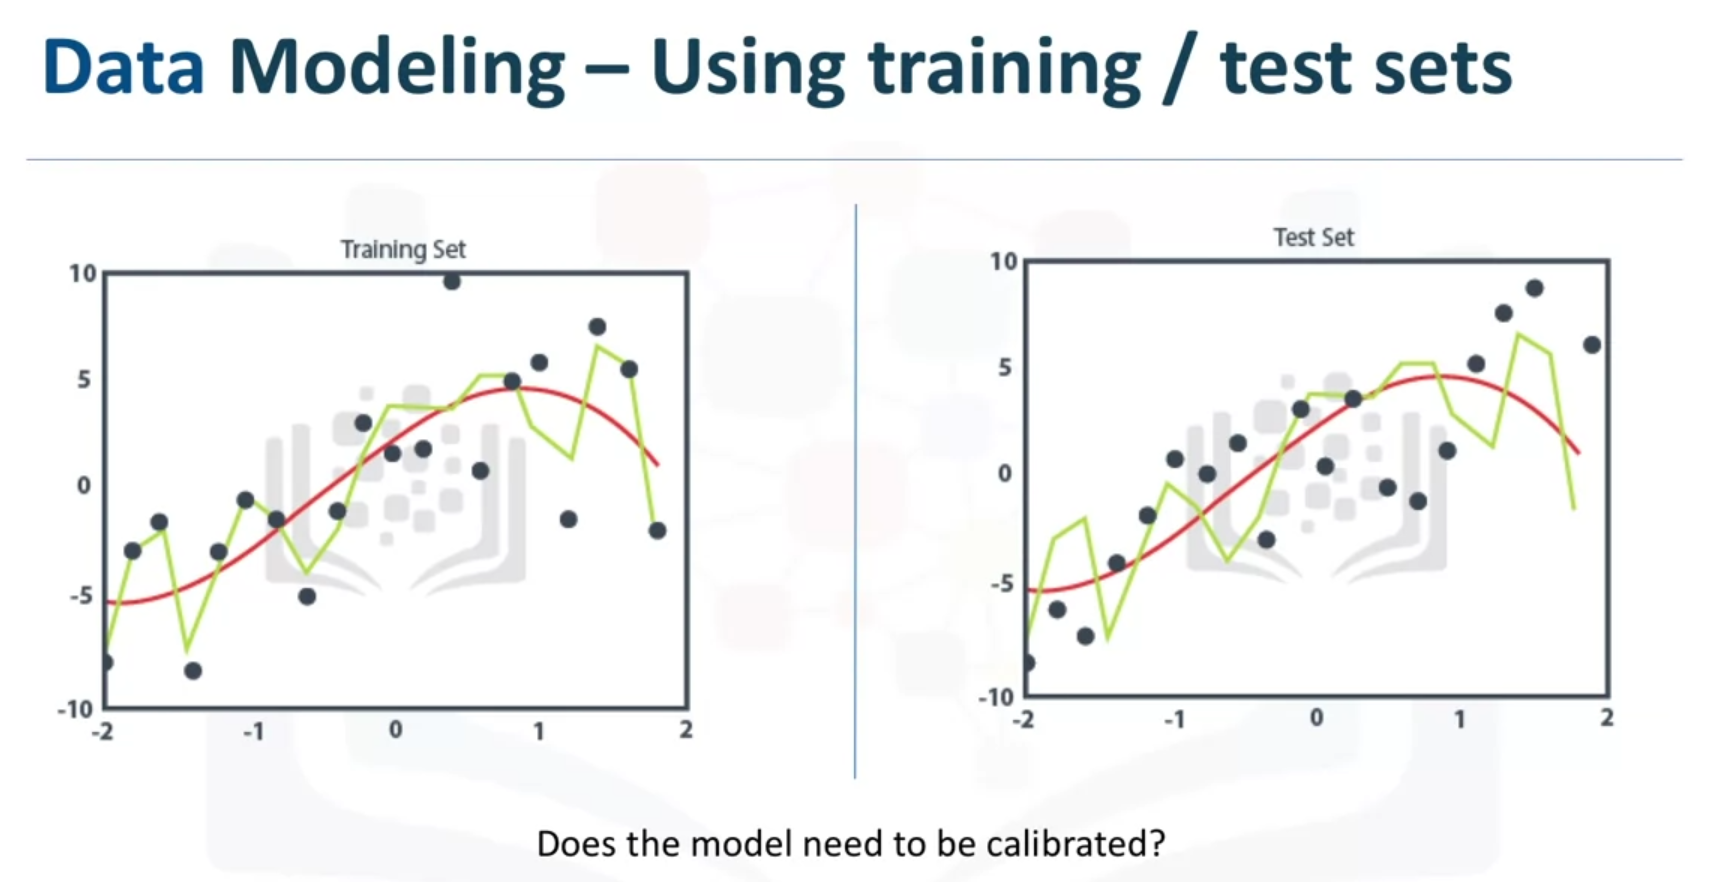 Data Modeling – Using training / test sets
Training Set
10
5
0
-5
-10
-2 -1 0 1 2
Test Set
10
5
0
-5
-10
-2 -1 0 1 2
Does the model need to be calibrated?